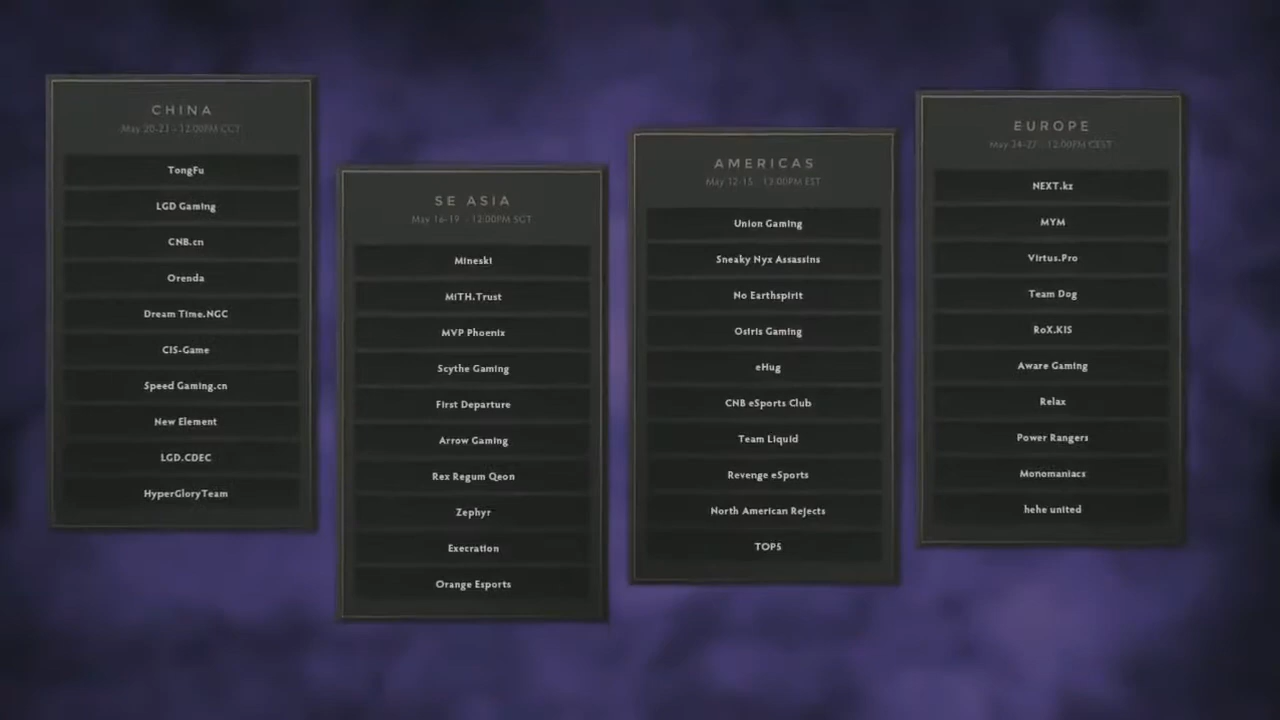 CHINA
May 20-23 - 12:00PM CCT
TongFu
LGD Gaming
CNB.cn
Orenda
Dream Time.NGC
CIS-Game
Speed Gaming.cn
New Element
LGD.CDEC
HyperGloryTeam
SE ASIA
May 16-19 - 12:00PM SGT
Mineski
MiTH.Trust
MVP Phoenix
Scythe Gaming
First Departure
Arrow Gaming
Rex Regum Qeon
Zephyr
Execration
Orange Esports
AMERICAS
May 12-15 - 12:00PM EST
Union Gaming
Sneaky Nyx Assassins
No Earthspirit
Osiris Gaming
eHug
CNB eSports Club
Team Liquid
Revenge eSports
North American Rejects
TOP5
EUROPE
May 24-27 - 12:00PM CEST
NEXT.kz
MYM
Virtus.Pro
Team Dog
RoX.KIS
Aware Gaming
Relax
Power Rangers
Monomaniacs
hehe united